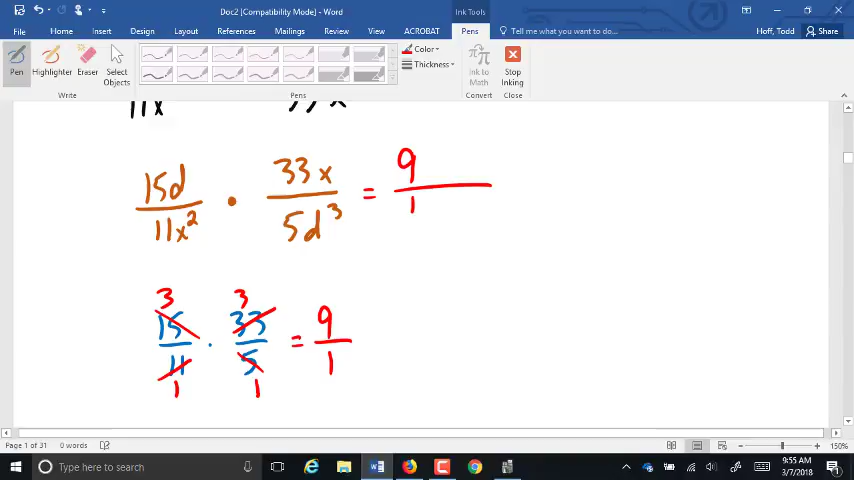 Doc2 [Compatibility Mode] - Word
Ink Tools
Hoff, Todd
Share
File Home Insert Design Layout References Mailings Review View ACROBAT Pens Tell me what you want to do...
Pen
Highlighter
Eraser
Select Objects
Color
Thickness
Ink to Math
Stop Inking
Write
Pens
Convert
Close
11x 33x
15d/11x² · 33x/5d³ = 9/1
3 3
15/11 · 33/5 = 9/1
1 1
Page 1 of 31 0 words
150%
Type here to search
9:55 AM
3/7/2018